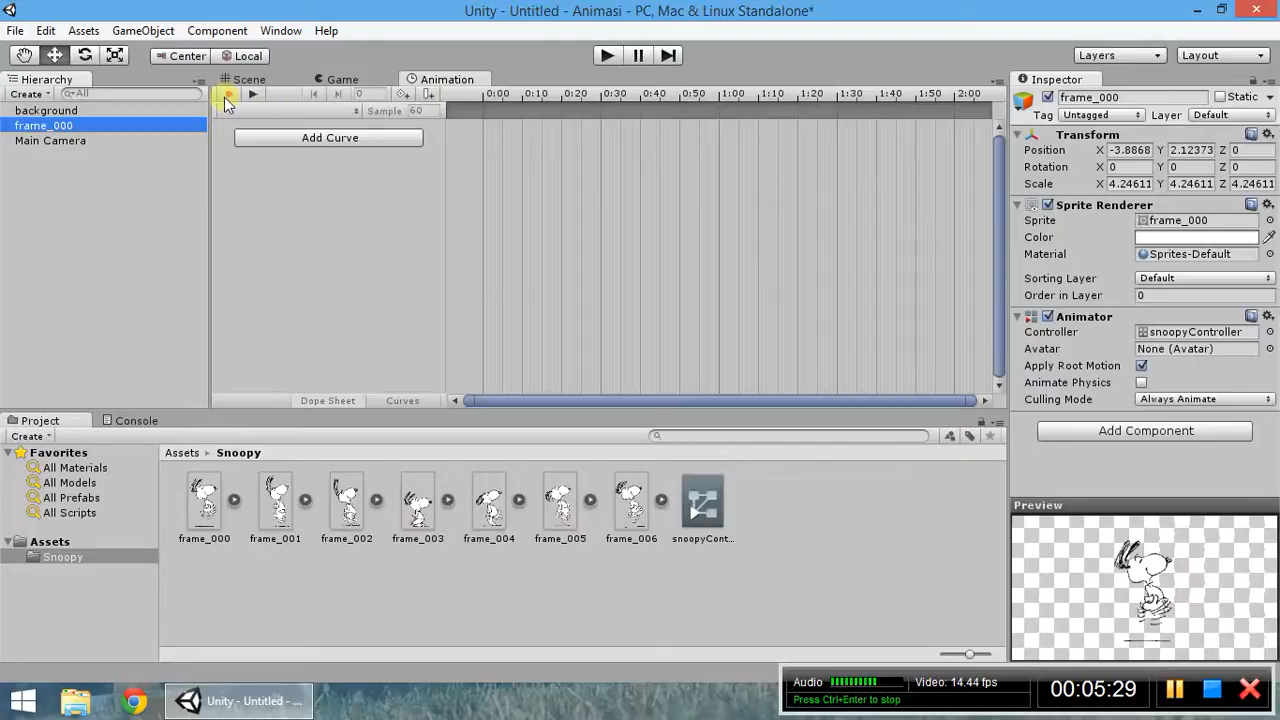 Unity - Untitled - Animasi - PC, Mac & Linux Standalone*
File Edit Assets GameObject Component Window Help
Center Local Layers Layout
Hierarchy Scene Game Animation Inspector
Create All 0 0:00 0:10 0:20 0:30 0:40 0:50 1:00 1:10 1:20 1:30 1:40 1:50 2:00 frame_000 Static
background Sample 60 Tag Untagged Layer Default
frame_000 Add Curve Transform
Main Camera Position X -3.8868 Y 2.12373 Z 0
Rotation X 0 Y 0 Z 0
Scale X 4.24611 Y 4.24611 Z 4.24611
Sprite Renderer
Sprite frame_000
Color
Material Sprites-Default
Sorting Layer Default
Order in Layer 0
Animator
Controller snoopyController
Avatar None (Avatar)
Apply Root Motion
Animate Physics
Culling Mode Always Animate
Dope Sheet Curves
Add Component
Project Console
Create
Favorites Assets Snoopy
All Materials
All Models
All Prefabs
All Scripts
frame_000 frame_001 frame_002 frame_003 frame_004 frame_005 frame_006 snoopyCont...
Assets
Snoopy
Preview
Audio Video: 14.44 fps
Press Ctrl+Enter to stop
00:05:29
Unity - Untitled - ...